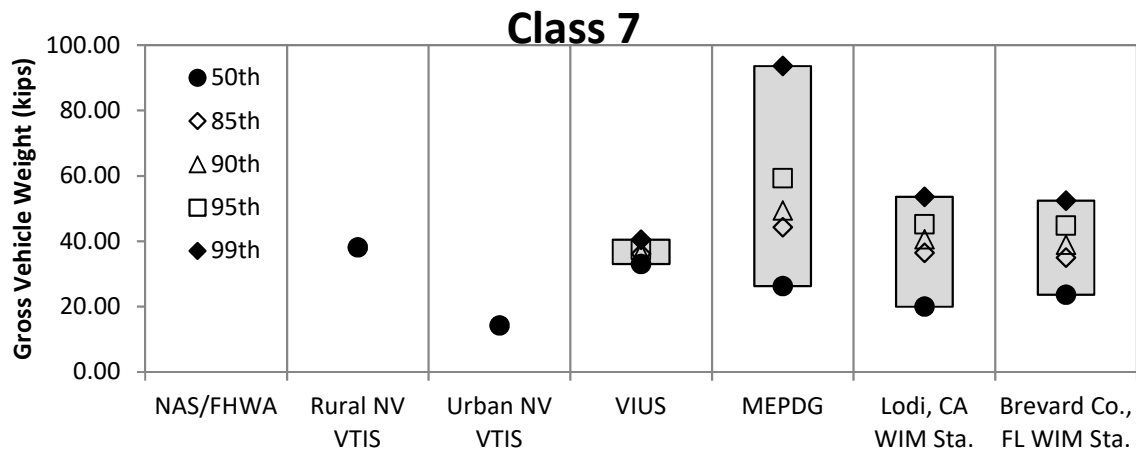 Class 7
Gross Vehicle Weight (kips)
100.00
80.00
60.00
40.00
20.00
0.00
50th
85th
90th
95th
99th
NAS/FHWA
Rural NV
VTIS
Urban NV
VTIS
VIUS
MEPDG
Lodi, CA
WIM Sta.
Brevard Co.,
FL WIM Sta.